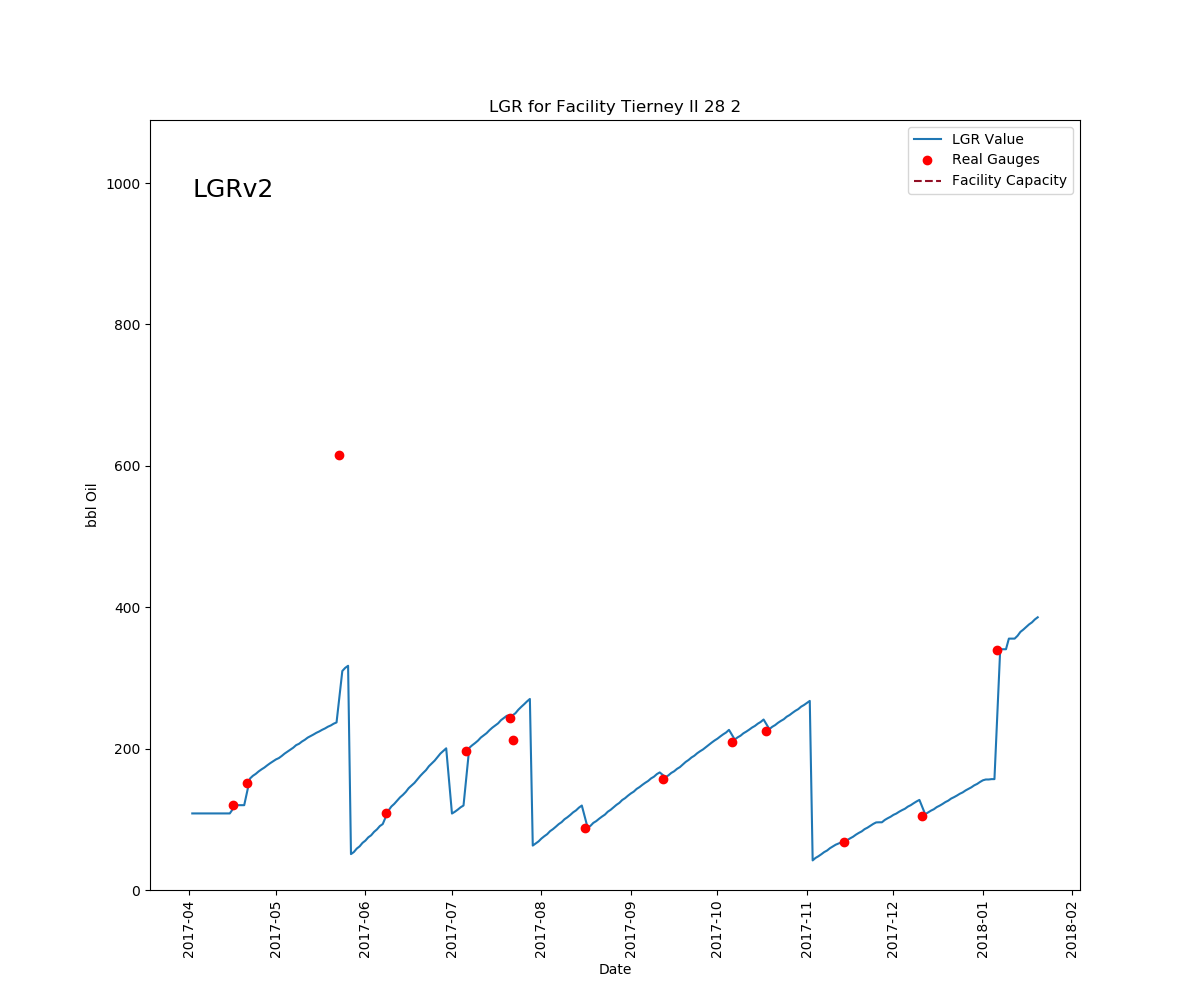 LGR for Facility Tierney II 28 2
LGRv2
LGR Value
Real Gauges
Facility Capacity
1000
800
600
400
200
0
bbl Oil
2017-04
2017-05
2017-06
2017-07
2017-08
2017-09
2017-10
2017-11
2017-12
2018-01
2018-02
Date